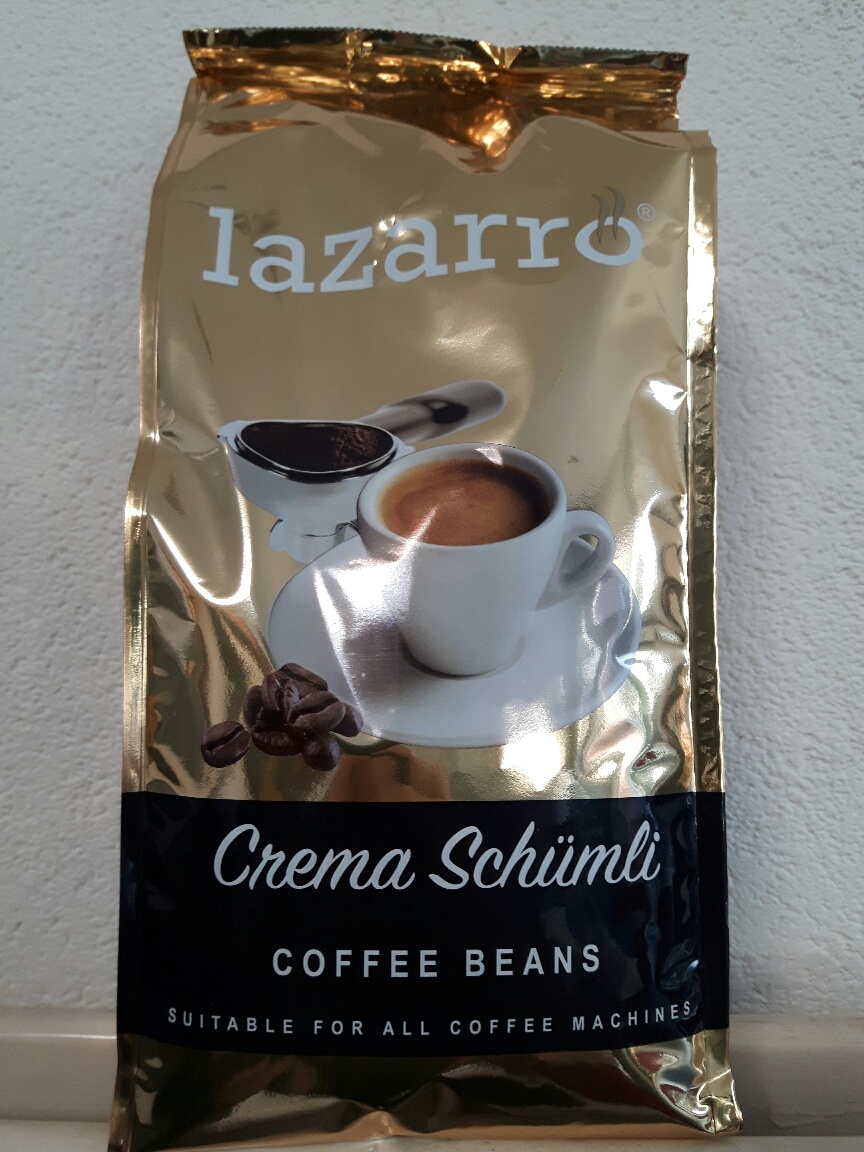 lazarro®
Crema Schümli
COFFEE BEANS
SUITABLE FOR ALL COFFEE MACHINES